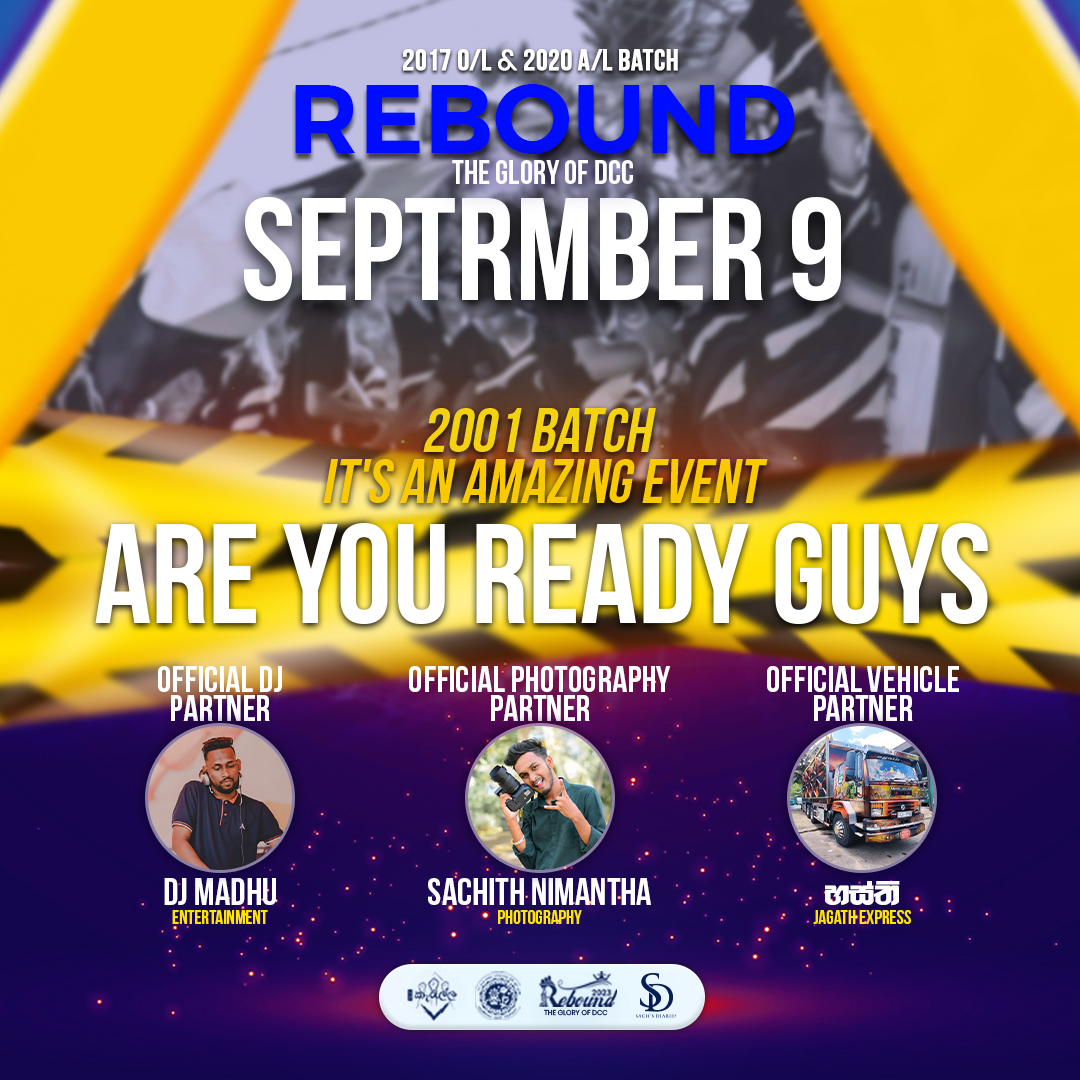 2017 O/L & 2020 A/L BATCH
REBOUND
THE GLORY OF DCC
SEPTRMBER 9
2001 BATCH
IT'S AN AMAZING EVENT
ARE YOU READY GUYS
OFFICIAL DJ
PARTNER
OFFICIAL PHOTOGRAPHY
PARTNER
OFFICIAL VEHICLE
PARTNER
DJ MADHU
ENTERTAINMENT
SACHITH NIMANTHA
PHOTOGRAPHY
හස්ති
JAGATH EXPRESS
Rebound
2023
THE GLORY OF DCC
SD
SACH'S DIARIES